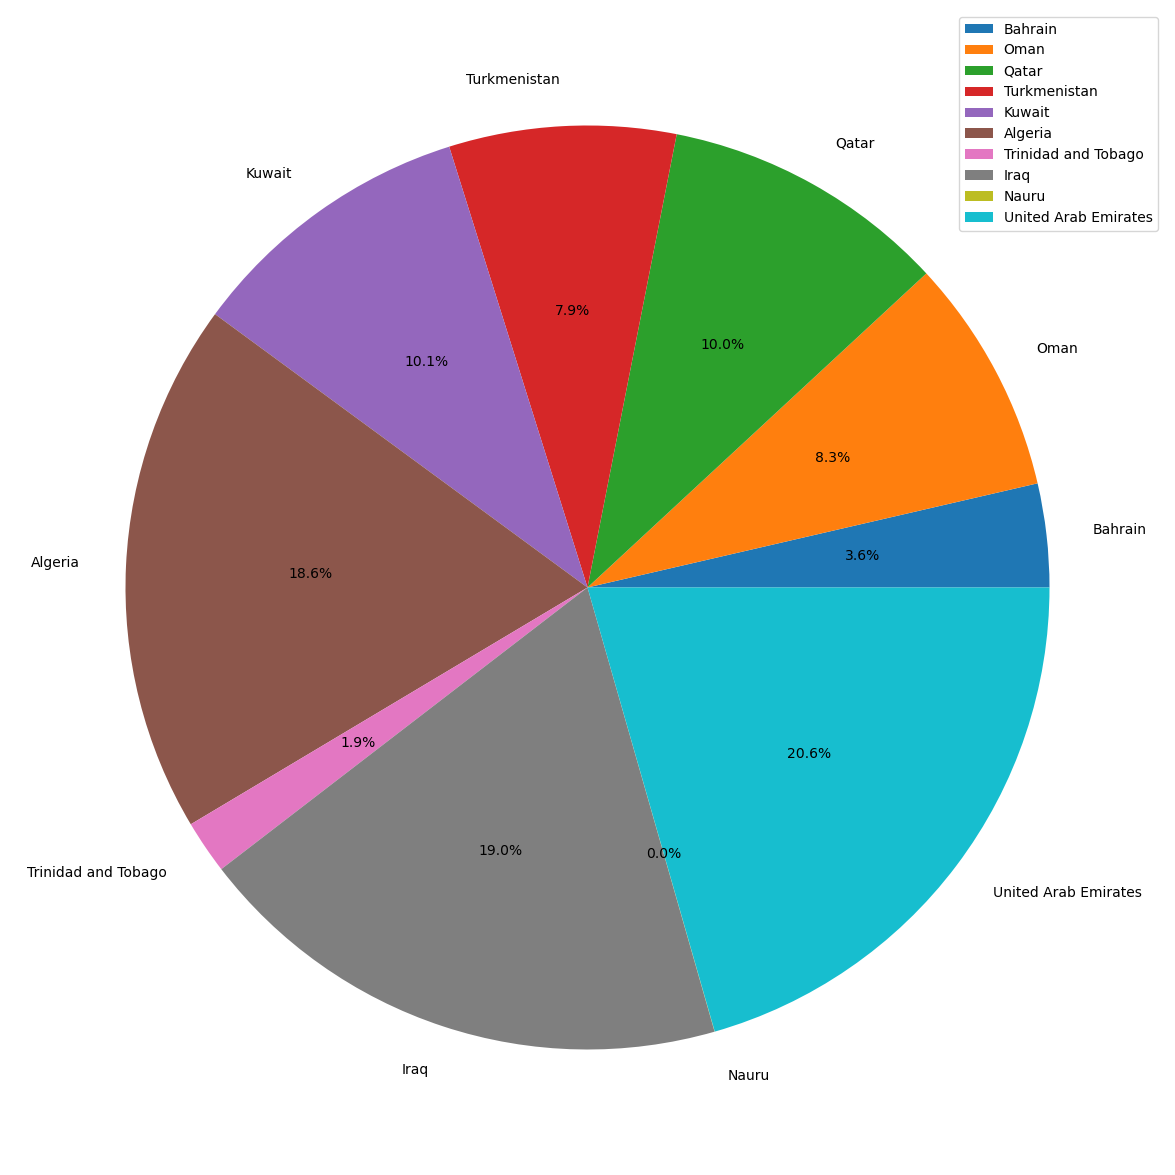 Bahrain
Oman
Qatar
Turkmenistan
Kuwait
Algeria
Trinidad and Tobago
Iraq
Nauru
United Arab Emirates
Turkmenistan
Qatar
Kuwait
7.9%
10.0%
Oman
10.1%
8.3%
Bahrain
3.6%
Algeria
18.6%
1.9%
20.6%
19.0%
0.0%
Trinidad and Tobago
United Arab Emirates
Iraq
Nauru